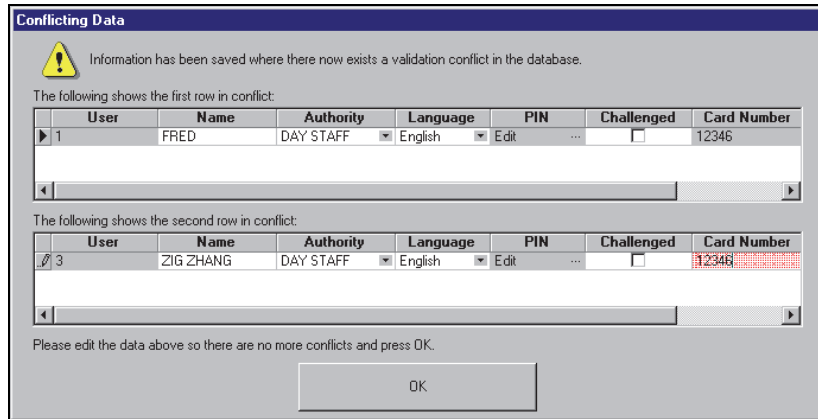 Conflicting Data
Information has been saved where there now exists a validation conflict in the database.
The following shows the first row in conflict:
User Name Authority Language PIN Challenged Card Number
1 FRED DAY STAFF English Edit ... 12346
The following shows the second row in conflict:
User Name Authority Language PIN Challenged Card Number
3 ZIG ZHANG DAY STAFF English Edit ... 12346
Please edit the data above so there are no more conflicts and press OK.
OK